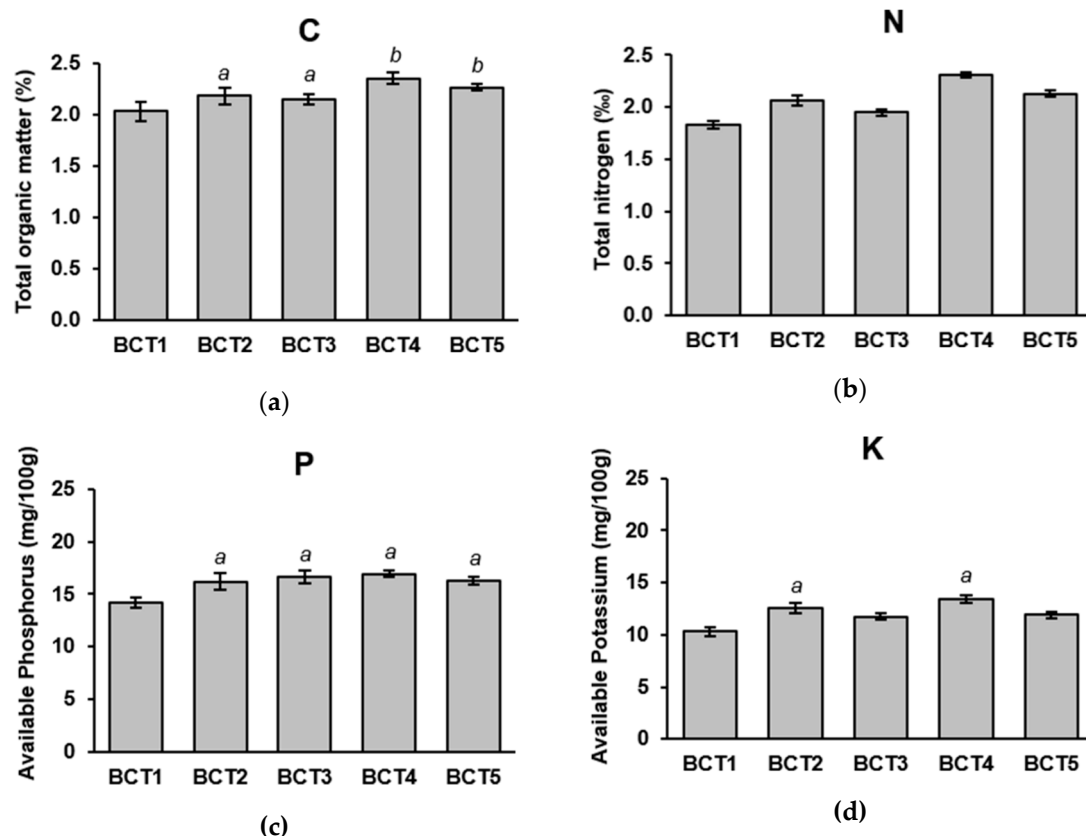 C
Total organic matter (%)
2.5
2.0
1.5
1.0
0.5
0.0
a
a
b
b
BCT1 BCT2 BCT3 BCT4 BCT5
(a)
N
Total nitrogen (‰)
2.5
2.0
1.5
1.0
2.5
0.0
BCT1 BCT2 BCT3 BCT4 BCT5
(b)
P
Available Phosphorus (mg/100g)
25
20
15
10
5
0
a
a
a
a
BCT1 BCT2 BCT3 BCT4 BCT5
(c)
K
Available Potassium (mg/100g)
25
20
15
10
5
0
a
a
BCT1 BCT2 BCT3 BCT4 BCT5
(d)